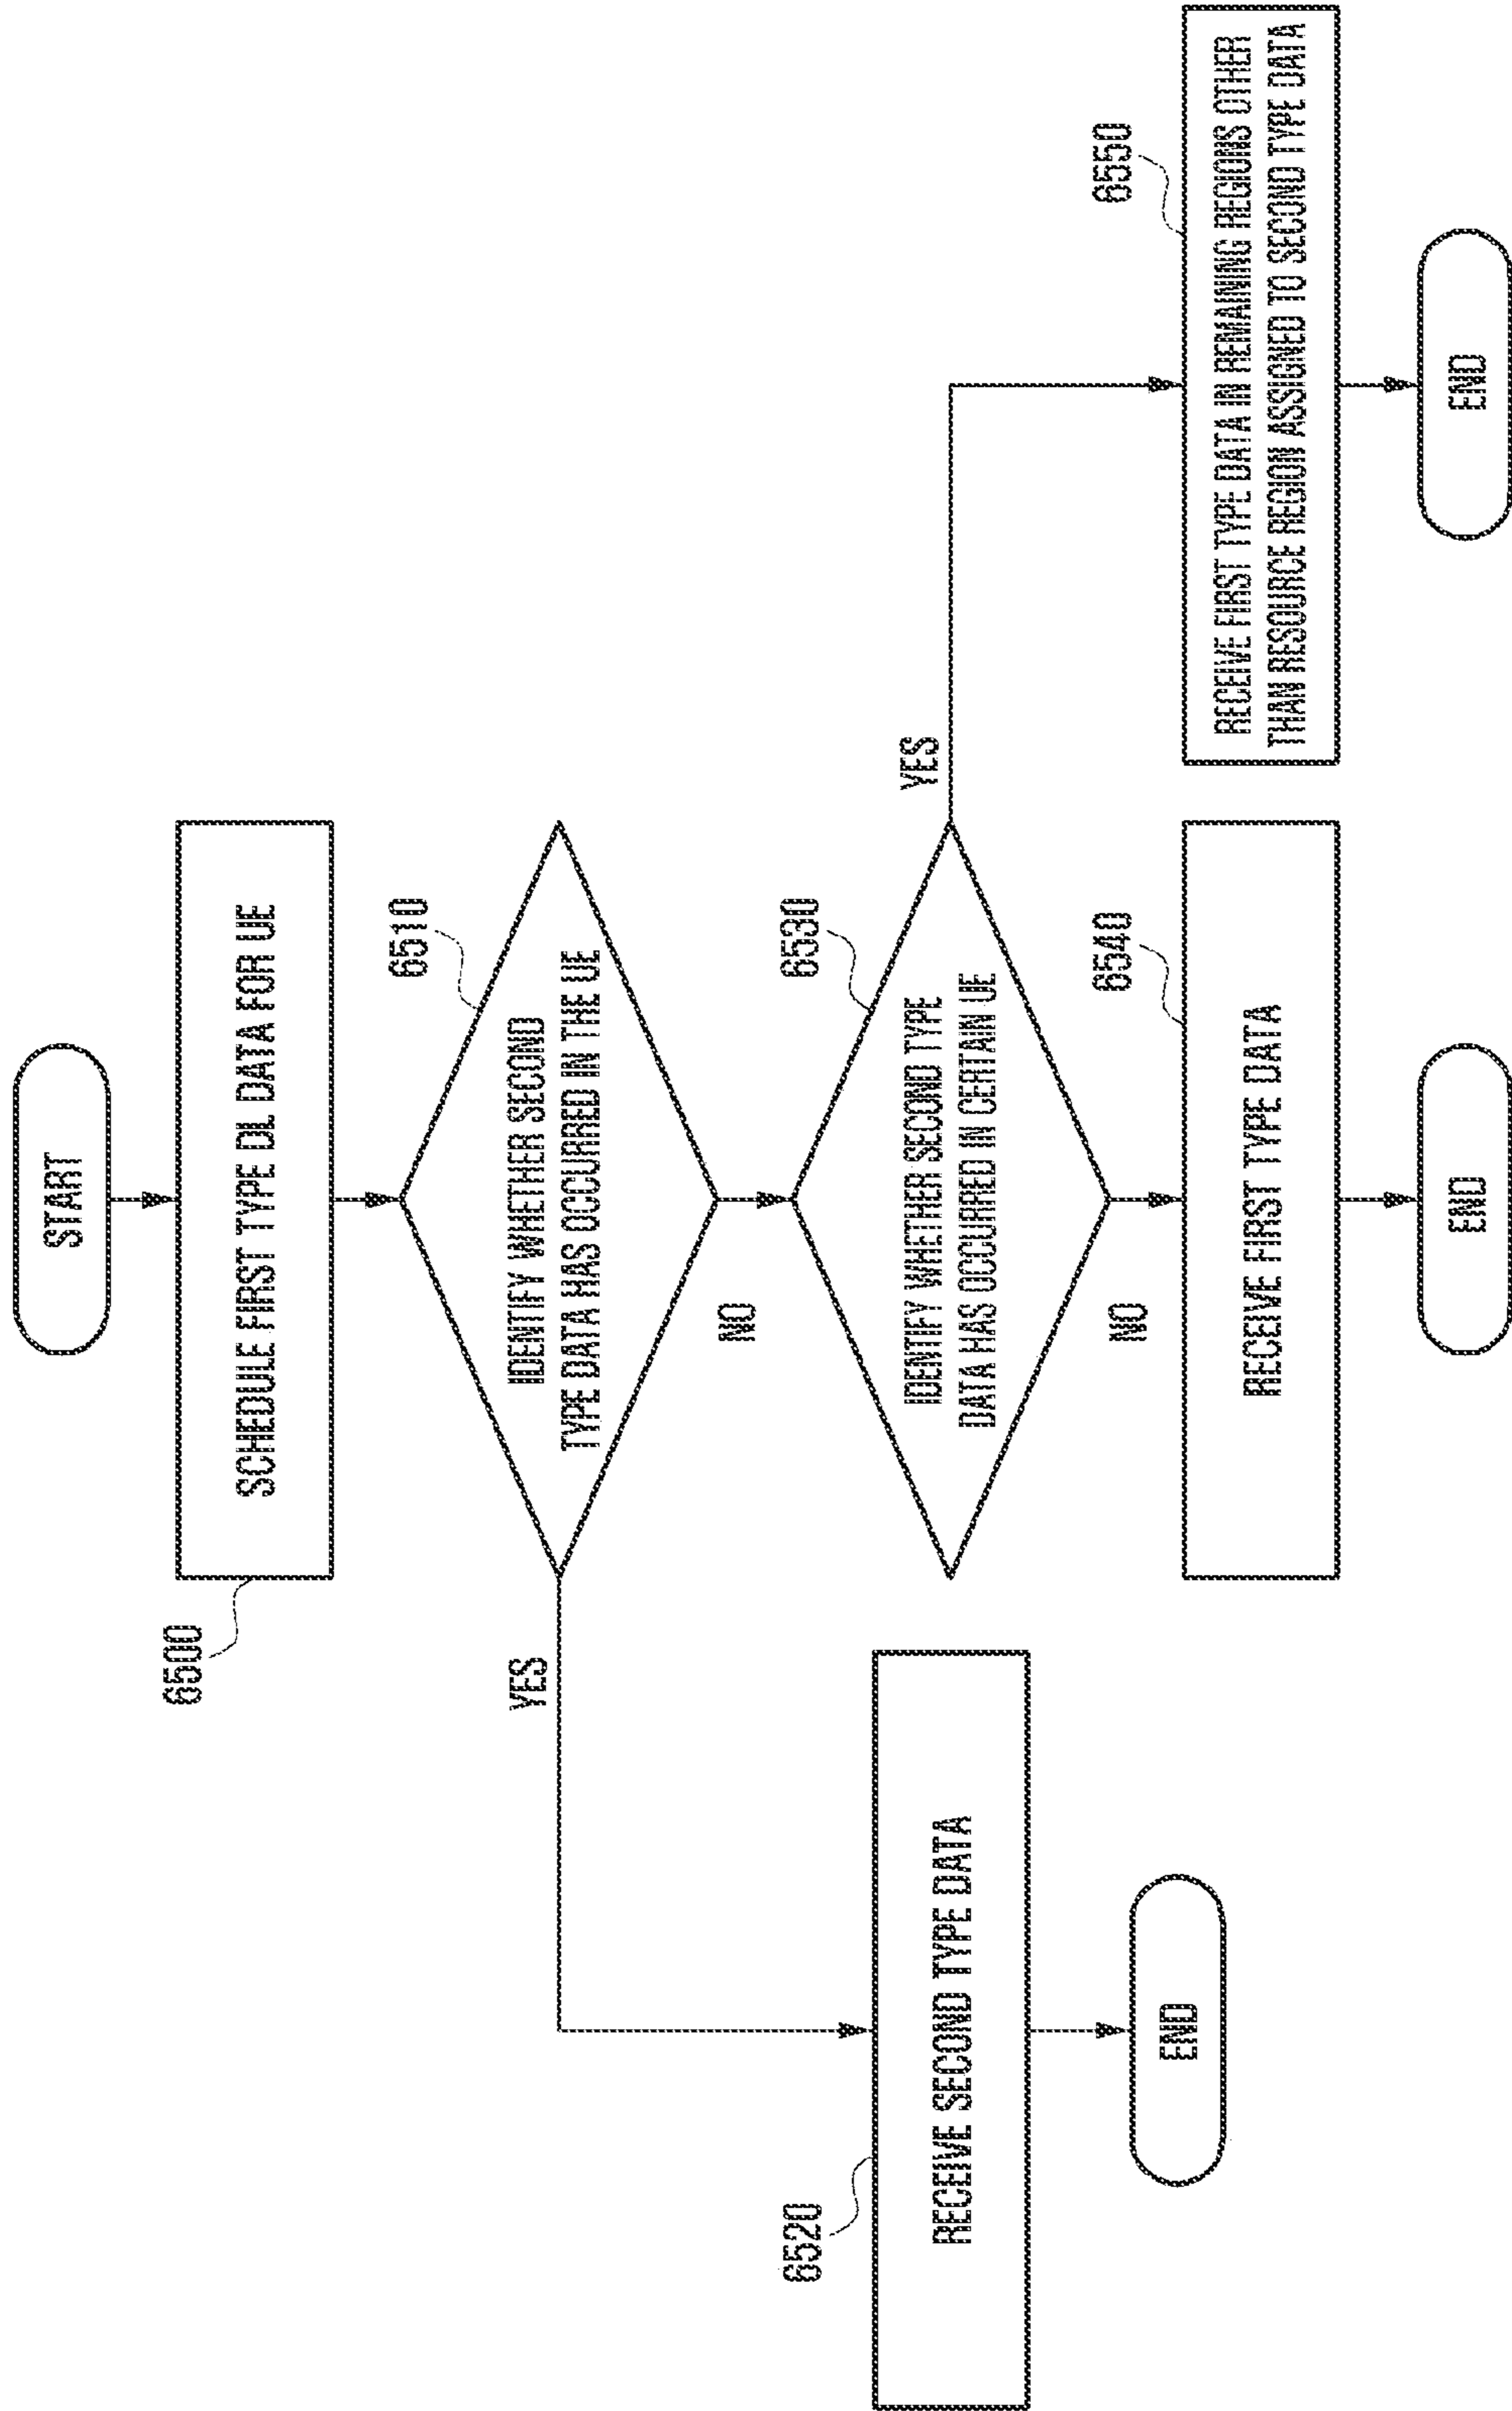 START
6500
SCHEDULE FIRST TYPE DL DATA FOR UE
6510
IDENTIFY WHETHER SECOND
TYPE DATA HAS OCCURRED IN THE UE
YES
NO
6520
RECEIVE SECOND TYPE DATA
END
6530
IDENTIFY WHETHER SECOND TYPE
DATA HAS OCCURRED IN CERTAIN UE
YES
NO
6540
RECEIVE FIRST TYPE DATA
END
6550
RECEIVE FIRST TYPE DATA IN REMAINING REGIONS OTHER
THAN RESOURCE REGION ASSIGNED TO SECOND TYPE DATA
END